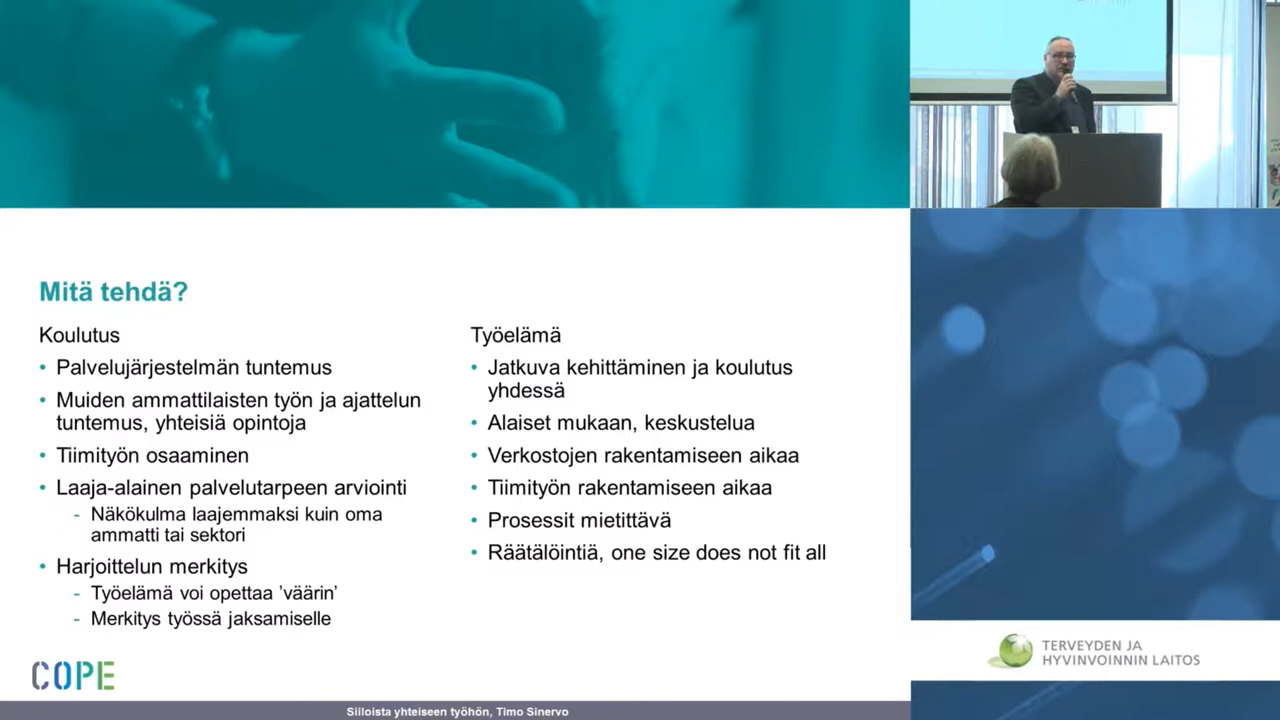 Mitä tehdä?
Koulutus
• Palvelujärjestelmän tuntemus
• Muiden ammattilaisten työn ja ajattelun
tuntemus, yhteisiä opintoja
• Tiimityön osaaminen
• Laaja-alainen palvelutarpeen arviointi
- Näkökulma laajemmaksi kuin oma
ammatti tai sektori
• Harjoittelun merkitys
- Työelämä voi opettaa ’väärin’
- Merkitys työssä jaksamiselle
Työelämä
• Jatkuva kehittäminen ja koulutus
yhdessä
• Alaiset mukaan, keskustelua
• Verkostojen rakentamiseen aikaa
• Tiimityön rakentamiseen aikaa
• Prosessit mietittävä
• Räätälöintiä, one size does not fit all
COPE
Siiloista yhteiseen työhön, Timo Sinervo
TERVEYDEN JA
HYVINVOINNIN LAITOS